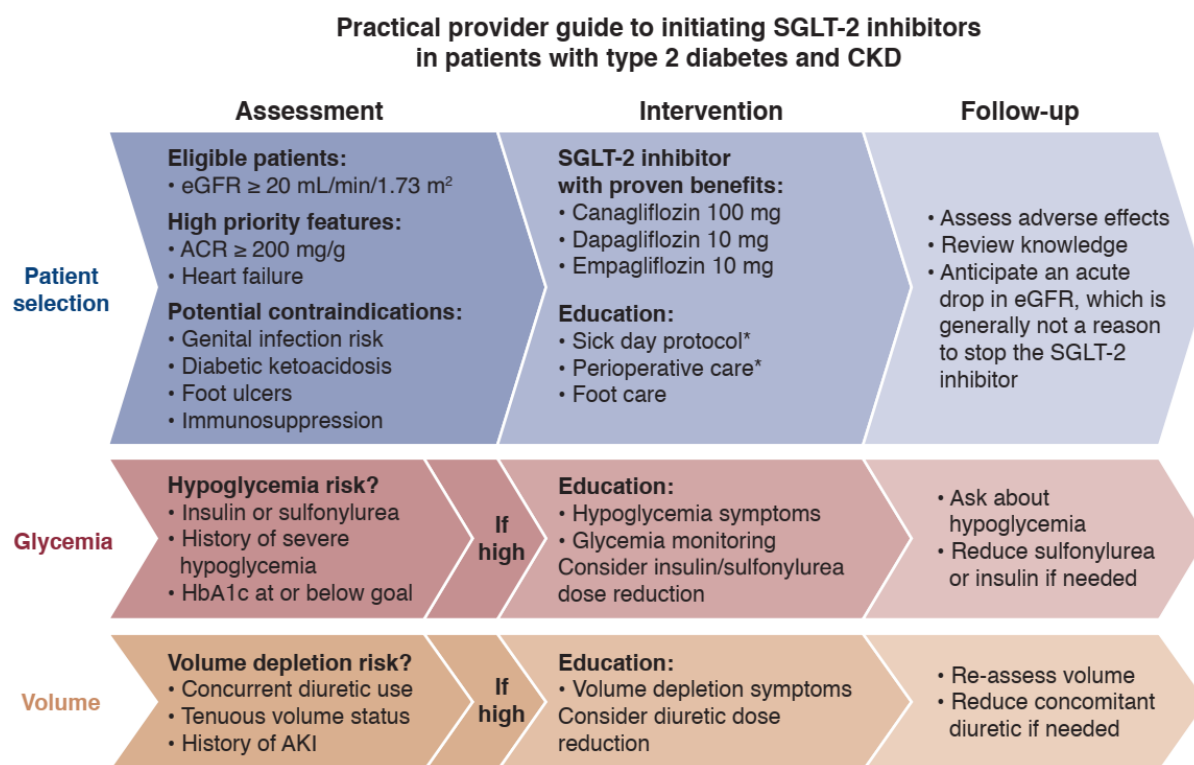 Practical provider guide to initiating SGLT-2 inhibitors
in patients with type 2 diabetes and CKD
Assessment
Intervention
Follow-up
Patient
selection
Eligible patients:
• eGFR ≥ 20 mL/min/1.73 m²
High priority features:
• ACR ≥ 200 mg/g
• Heart failure
Potential contraindications:
• Genital infection risk
• Diabetic ketoacidosis
• Foot ulcers
• Immunosuppression
SGLT-2 inhibitor
with proven benefits:
• Canagliflozin 100 mg
• Dapagliflozin 10 mg
• Empagliflozin 10 mg
Education:
• Sick day protocol*
• Perioperative care*
• Foot care
• Assess adverse effects
• Review knowledge
• Anticipate an acute
drop in eGFR, which is
generally not a reason
to stop the SGLT-2
inhibitor
Glycemia
Hypoglycemia risk?
• Insulin or sulfonylurea
• History of severe
hypoglycemia
• HbA1c at or below goal
If
high
Education:
• Hypoglycemia symptoms
• Glycemia monitoring
Consider insulin/sulfonylurea
dose reduction
• Ask about
hypoglycemia
• Reduce sulfonylurea
or insulin if needed
Volume
Volume depletion risk?
• Concurrent diuretic use
• Tenuous volume status
• History of AKI
If
high
Education:
• Volume depletion symptoms
Consider diuretic dose
reduction
• Re-assess volume
• Reduce concomitant
diuretic if needed